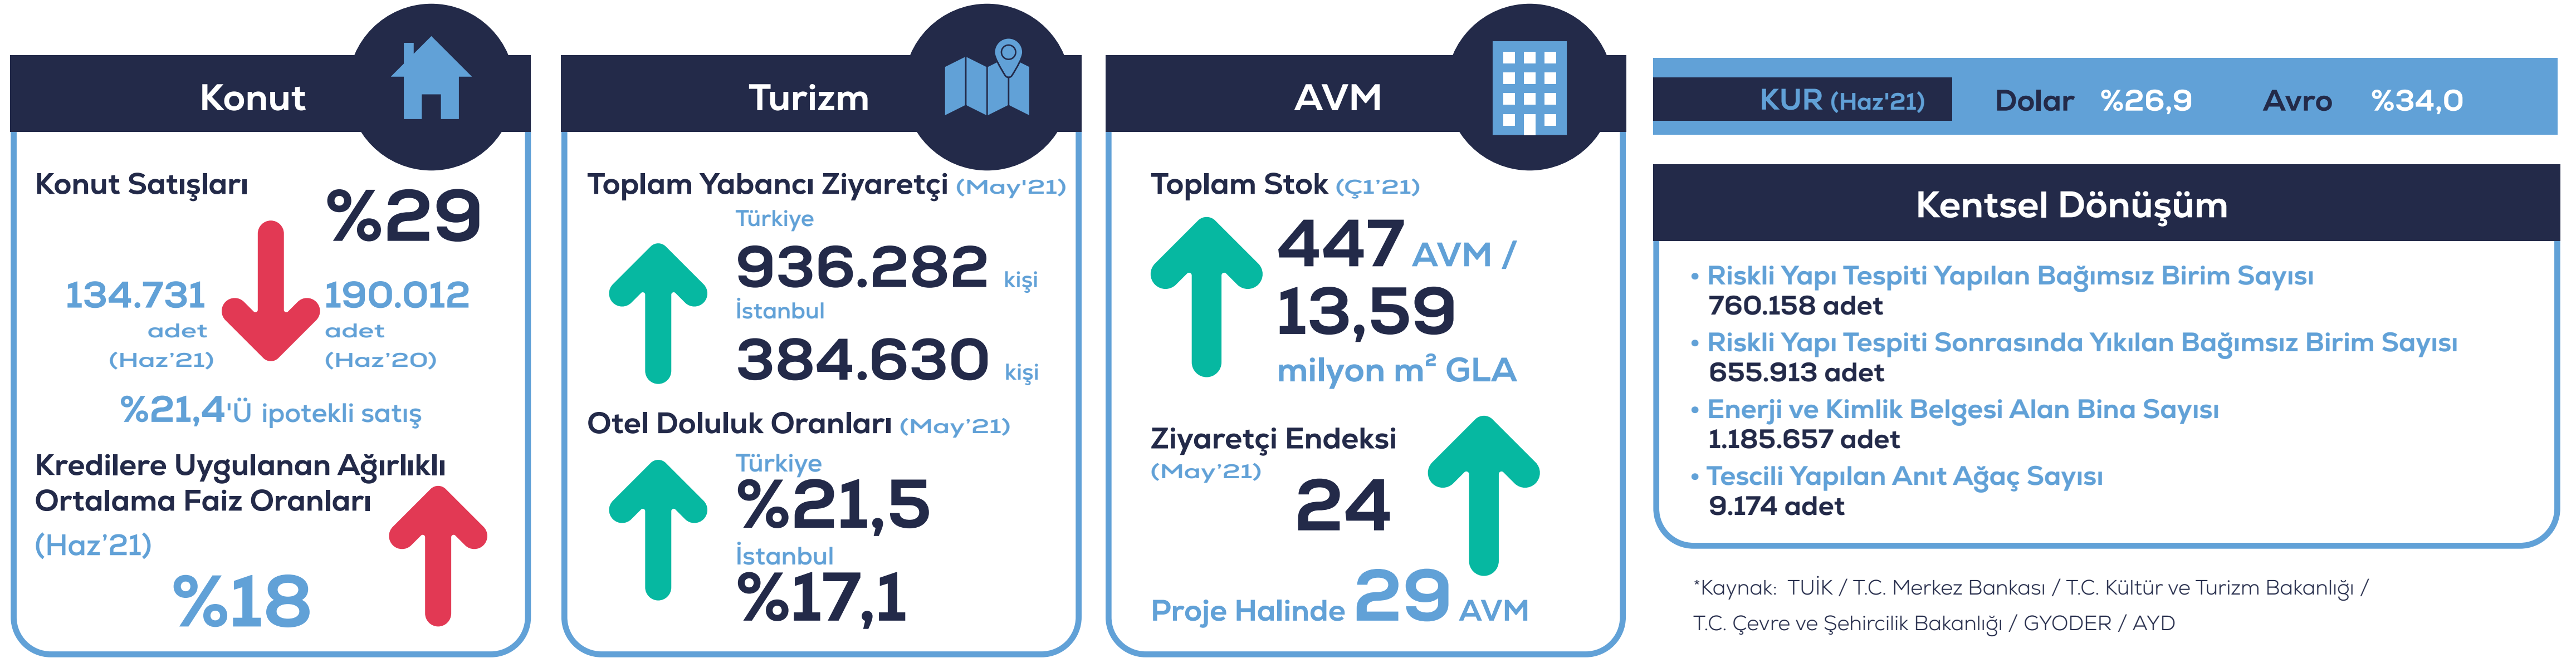 Konut
Konut Satışları
%29
134.731
adet
(Haz'21)
190.012
adet
(Haz'20)
%21,4'Ü ipotekli satış
Kredilere Uygulanan Ağırlıklı
Ortalama Faiz Oranları
(Haz'21)
%18
Turizm
Toplam Yabancı Ziyaretçi (May'21)
Türkiye
936.282 kişi
İstanbul
384.630 kişi
Otel Doluluk Oranları (May'21)
Türkiye
%21,5
İstanbul
%17,1
AVM
Toplam Stok (Ç1'21)
447 AVM /
13,59
milyon m² GLA
Ziyaretçi Endeksi
(May'21)
24
Proje Halinde 29 AVM
KUR (Haz'21) Dolar %26,9 Avro %34,0
Kentsel Dönüşüm
• Riskli Yapı Tespiti Yapılan Bağımsız Birim Sayısı
760.158 adet
• Riskli Yapı Tespiti Sonrasında Yıkılan Bağımsız Birim Sayısı
655.913 adet
• Enerji ve Kimlik Belgesi Alan Bina Sayısı
1.185.657 adet
• Tescili Yapılan Anıt Ağaç Sayısı
9.174 adet
*Kaynak: TUİK / T.C. Merkez Bankası / T.C. Kültür ve Turizm Bakanlığı /
T.C. Çevre ve Şehircilik Bakanlığı / GYODER / AYD